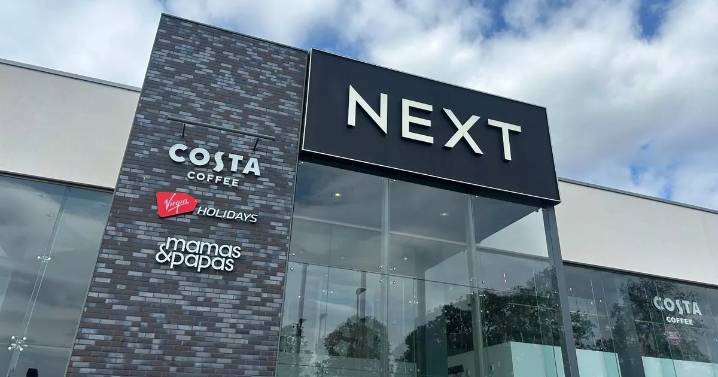 NEXT
COSTA
COFFEE
Virgin HOLIDAYS
mamas
&papas
COSTA
COFFEE